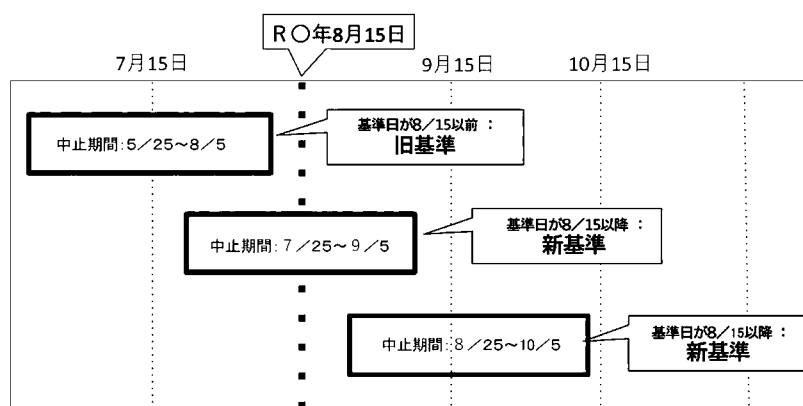 R〇年8月15日
7月15日
9月15日
10月15日
中止期間:5/25~8/5
基準日が8/15以前 :
旧基準
中止期間:7/25~9/5
基準日が8/15以降 :
新基準
中止期間:8/25~10/5
基準日が8/15以降 :
新基準